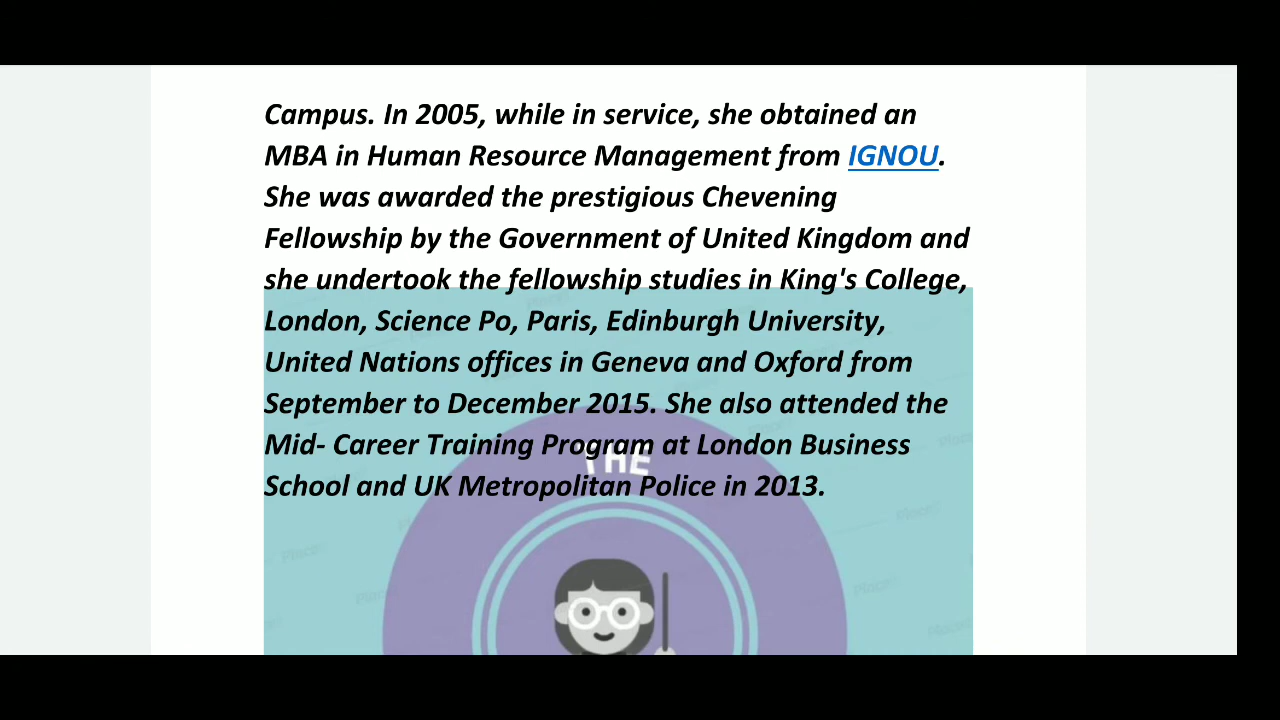 Campus. In 2005, while in service, she obtained an
MBA in Human Resource Management from IGNOU.
She was awarded the prestigious Chevening
Fellowship by the Government of United Kingdom and
she undertook the fellowship studies in King's College,
London, Science Po, Paris, Edinburgh University,
United Nations offices in Geneva and Oxford from
September to December 2015. She also attended the
Mid- Career Training Program at London Business
THE
School and UK Metropolitan Police in 2013.